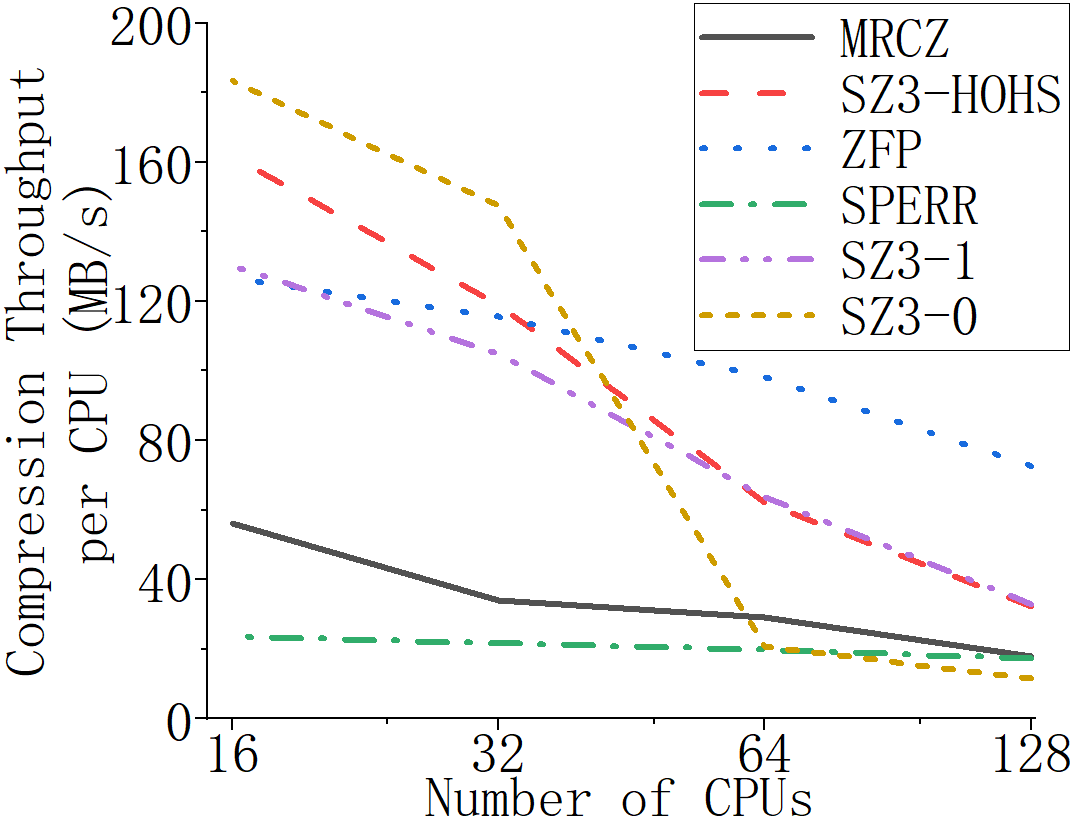 Compression Throughput
per CPU (MB/s)
200
160
120
80
40
0
16 32 64 128
Number of CPUs
MRCZ
SZ3-HOHS
ZFP
SPERR
SZ3-1
SZ3-0